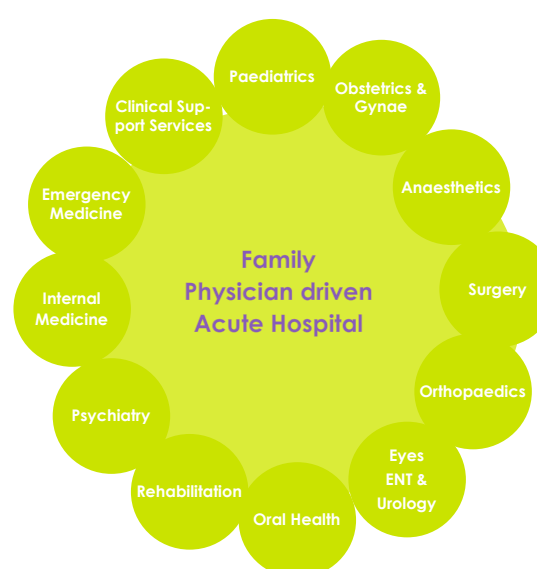 Paediatrics
Obstetrics &
Gynae
Anaesthetics
Surgery
Orthopaedics
Eyes
ENT &
Urology
Oral Health
Rehabilitation
Psychiatry
Internal
Medicine
Emergency
Medicine
Clinical Sup-
port Services
Family
Physician driven
Acute Hospital